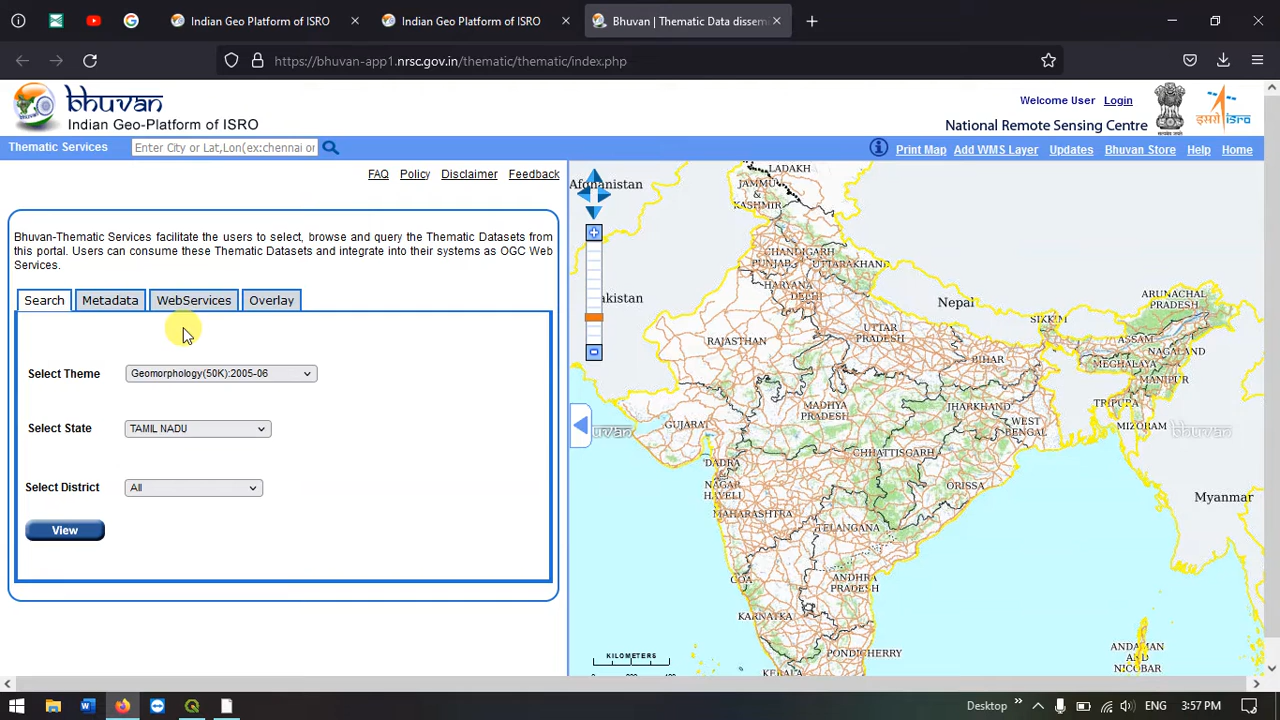 Indian Geo Platform of ISRO
Indian Geo Platform of ISRO
Bhuvan | Thematic Data dissem
https://bhuvan-app1.nrsc.gov.in/thematic/thematic/index.php
bhuvan
Indian Geo-Platform of ISRO
Welcome User Login
National Remote Sensing Centre
इसरो isro
Thematic Services
Enter City or Lat,Lon(ex:chennai or
Print Map Add WMS Layer Updates Bhuvan Store Help Home
FAQ Policy Disclaimer Feedback
Bhuvan-Thematic Services facilitate the users to select, browse and query the Thematic Datasets from
this portal. Users can consume these Thematic Datasets and integrate into their systems as OGC Web
Services.
Search Metadata WebServices Overlay
Select Theme Geomorphology(50K):2005-06
Select State TAMIL NADU
Select District All
View
Afghanistan
LADAKH
JAMMU
&
KASHMIR
CHANDIGARH
PUNJAB
UTTARAKHAND
HARYANA
DELHI
akistan
Nepal
ARUNACHAL
PRADESH
SIKKIM
UTTAR
PRADESH
RAJASTHAN
ASSAM
NAGALAND
BIHAR
MEGHALAYA
MANIPUR
TRIPURA
MIZORAM
MADHYA
PRADESH
JHARKHAND
WEST
BENGAL
GUJARAT
bhuvan
CHHATTISGARH
DADRA
&
NAGAR
HAVELI
ORISSA
Myanmar
MAHARASHTRA
TELANGANA
GOA
ANDHRA
PRADESH
KARNATAKA
PONDICHERRY
ANDAMAN
AND
NICOBAR
KILOMETERS
Desktop
ENG
3:57 PM